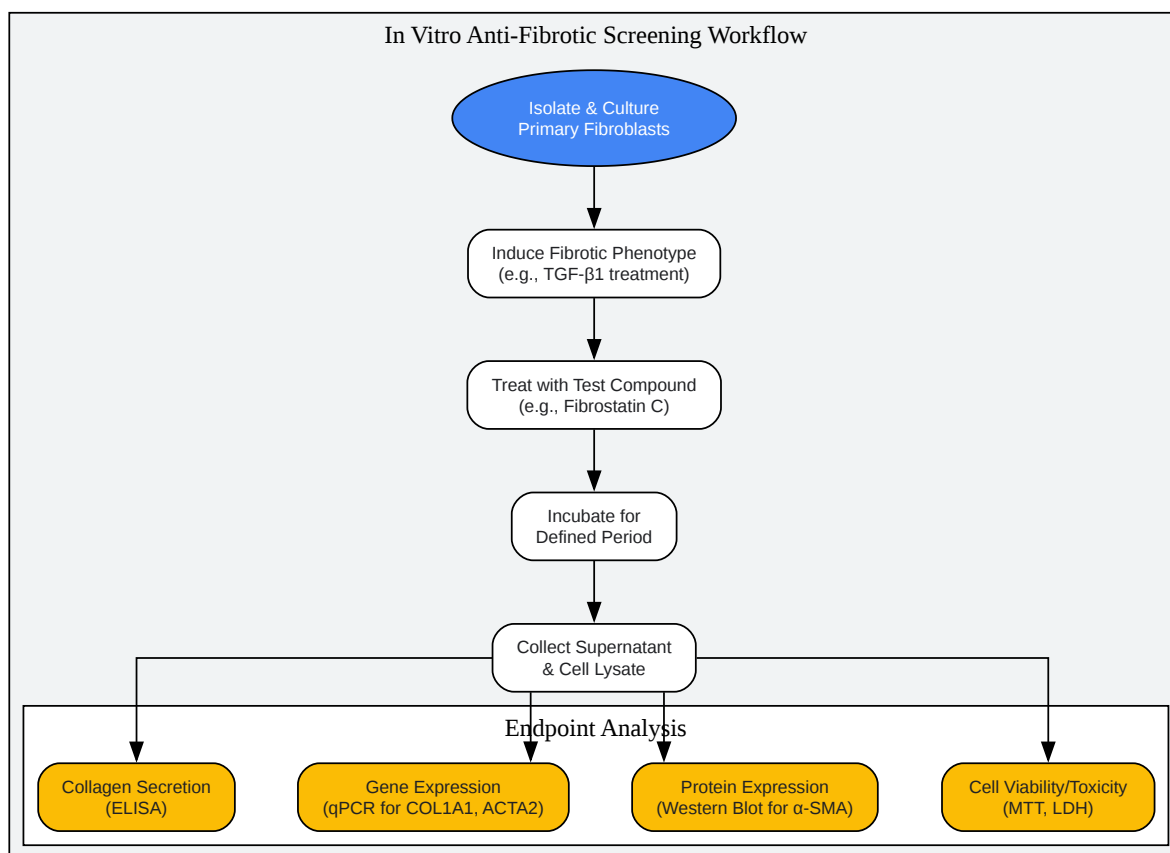 In Vitro Anti-Fibrotic Screening Workflow
Isolate & Culture
Primary Fibroblasts
Induce Fibrotic Phenotype
(e.g., TGF-β1 treatment)
Treat with Test Compound
(e.g., Fibrostatin C)
Incubate for
Defined Period
Collect Supernatant
& Cell Lysate
Endpoint Analysis
Collagen Secretion
(ELISA)
Gene Expression
(qPCR for COL1A1, ACTA2)
Protein Expression
(Western Blot for α-SMA)
Cell Viability/Toxicity
(MTT, LDH)